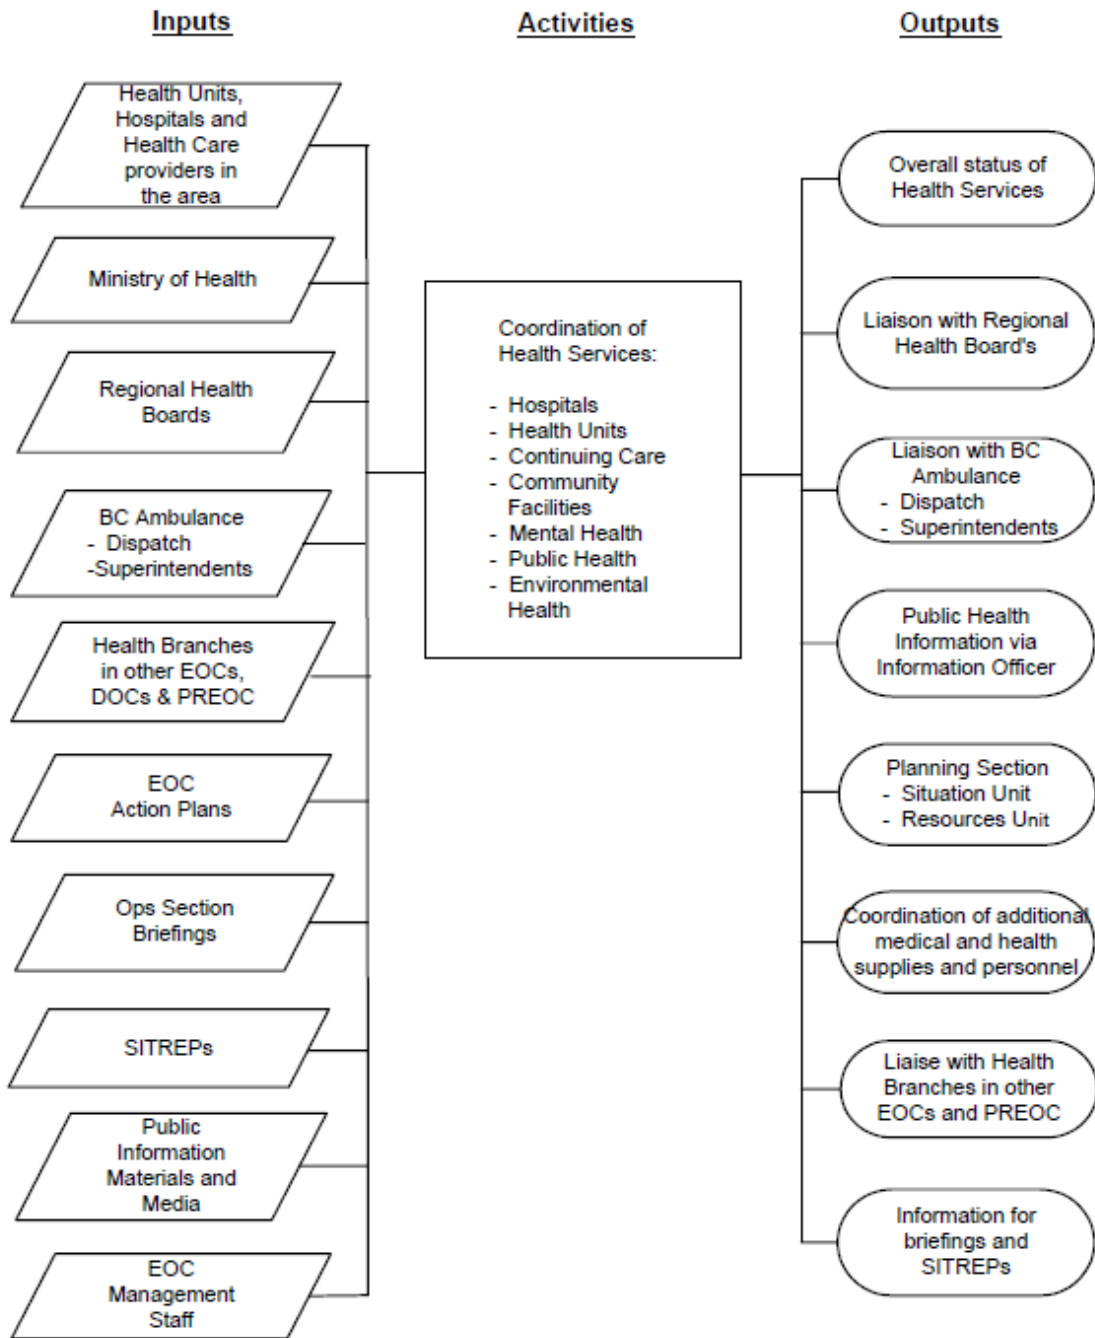 Inputs
Activities
Outputs
Health Units,
Hospitals and
Health Care
providers in
the area
Ministry of Health
Regional Health
Boards
BC Ambulance
- Dispatch
-Superintendents
Health Branches
in other EOCs,
DOCs & PREOC
EOC
Action Plans
Ops Section
Briefings
SITREPs
Public
Information
Materials and
Media
EOC
Management
Staff
Coordination of
Health Services:
- Hospitals
- Health Units
- Continuing Care
- Community
Facilities
- Mental Health
- Public Health
- Environmental
Health
Overall status of
Health Services
Liaison with Regional
Health Board's
Liaison with BC
Ambulance
- Dispatch
- Superintendents
Public Health
Information via
Information Officer
Planning Section
- Situation Unit
- Resources Unit
Coordination of additional
medical and health
supplies and personnel
Liaise with Health
Branches in other
EOCs and PREOC
Information for
briefings and
SITREPs